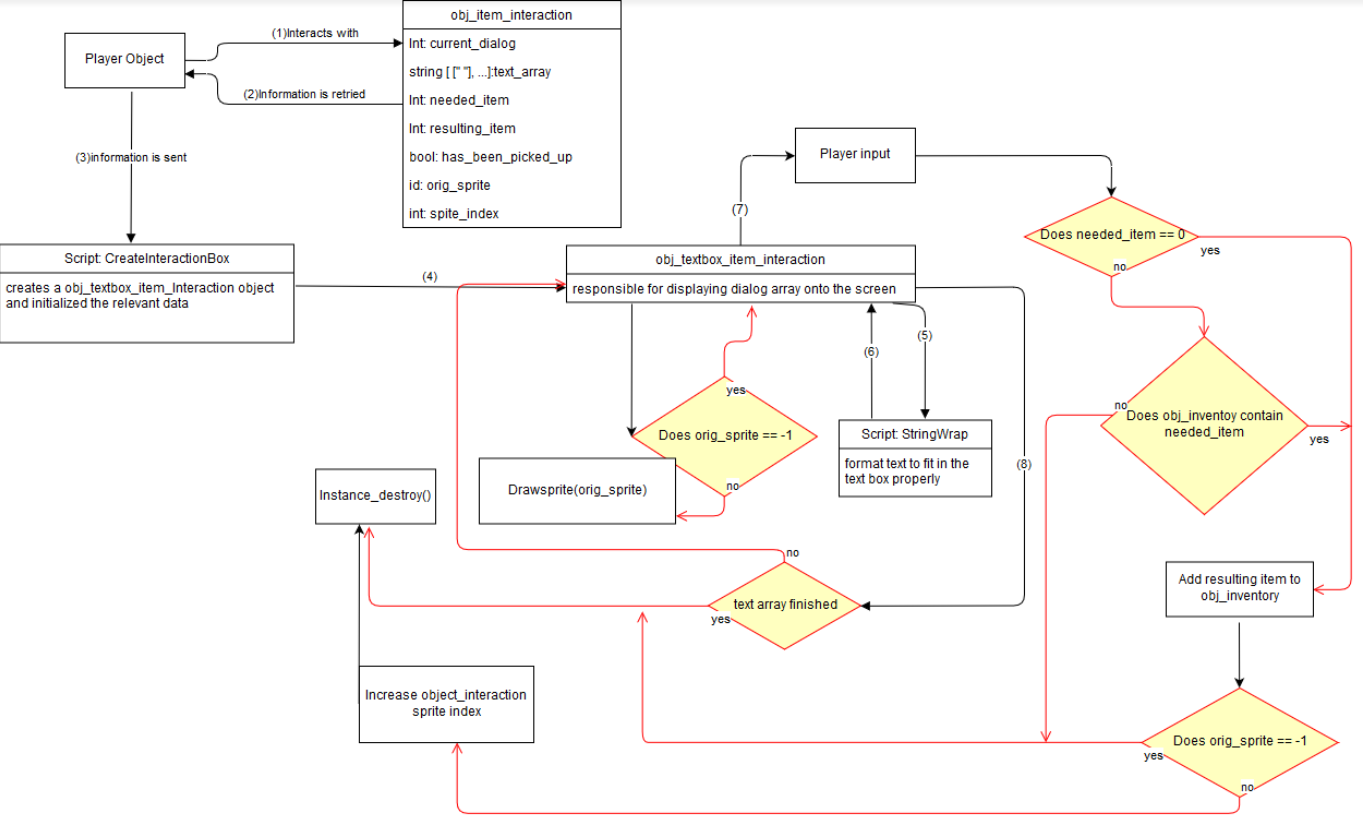 obj_item_interaction
(1)Interacts with
Int: current_dialog
Player Object
string [ [" "], ...]:text_array
(2)Information is retried
Int: needed_item
Int: resulting_item
bool: has_been_picked_up
id: orig_sprite
int: spite_index
(3)information is sent
Player input
(7)
Does needed_item == 0
yes
no
Script: CreateInteractionBox
creates a obj_textbox_item_Interaction object
and initialized the relevant data
(4)
obj_textbox_item_interaction
responsible for displaying dialog array onto the screen
(5)
(6)
yes
Does orig_sprite == -1
no
Script: StringWrap
format text to fit in the
text box properly
(8)
no
Does obj_inventoy contain
needed_item
yes
Instance_destroy()
Drawsprite(orig_sprite)
no
text array finished
yes
Add resulting item to
obj_inventory
Increase object_interaction
sprite index
Does orig_sprite == -1
yes
no